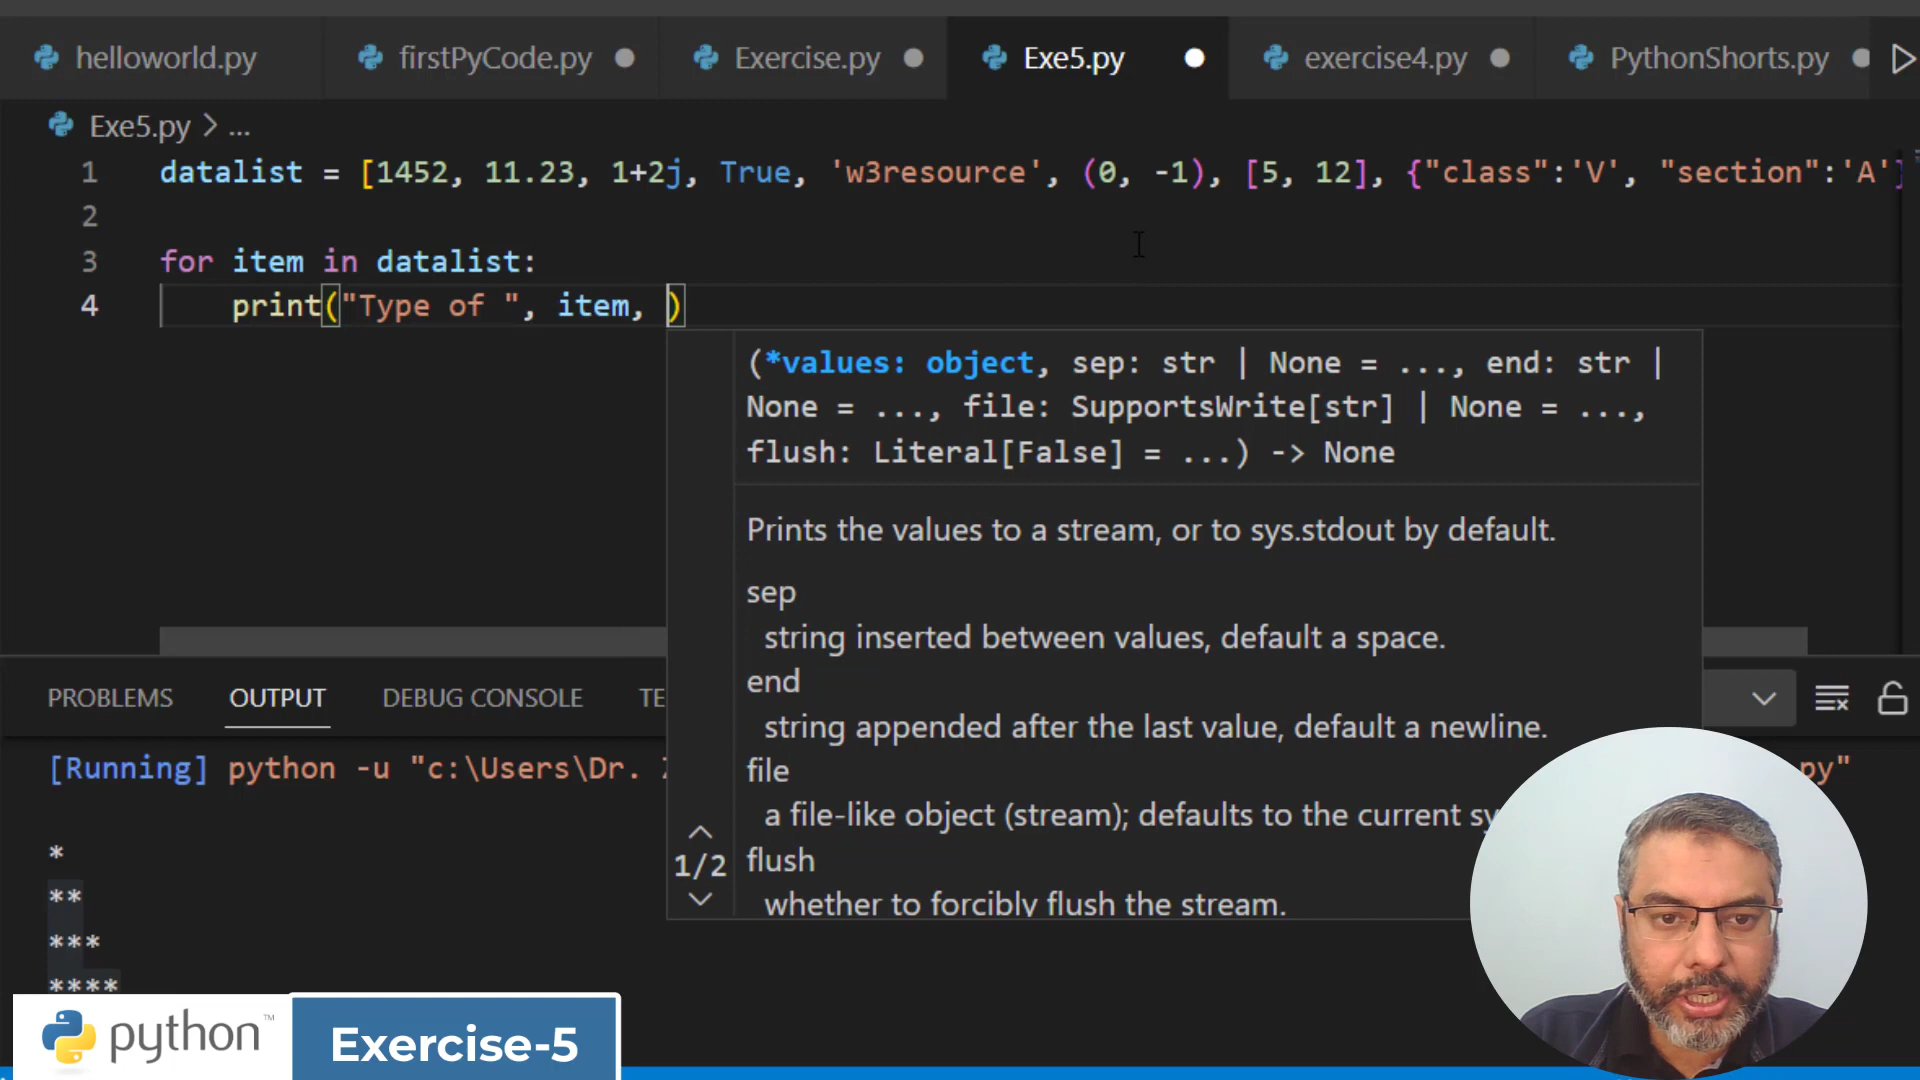 helloworld.py firstPyCode.py Exercise.py Exe5.py exercise4.py PythonShorts.py
Exe5.py > ...
1 datalist = [1452, 11.23, 1+2j, True, 'w3resource', (0, -1), [5, 12], {"class":'V', "section":'A'}
2
3 for item in datalist:
4 print("Type of ", item, )
(*values: object, sep: str | None = ..., end: str |
None = ..., file: SupportsWrite[str] | None = ...,
flush: Literal[False] = ...) -> None
Prints the values to a stream, or to sys.stdout by default.
sep
string inserted between values, default a space.
end
string appended after the last value, default a newline.
file
a file-like object (stream); defaults to the current sy
flush
whether to forcibly flush the stream.
1/2
PROBLEMS OUTPUT DEBUG CONSOLE TE
[Running] python -u "c:\Users\Dr. py"
*
**
***
****
python™
Exercise-5